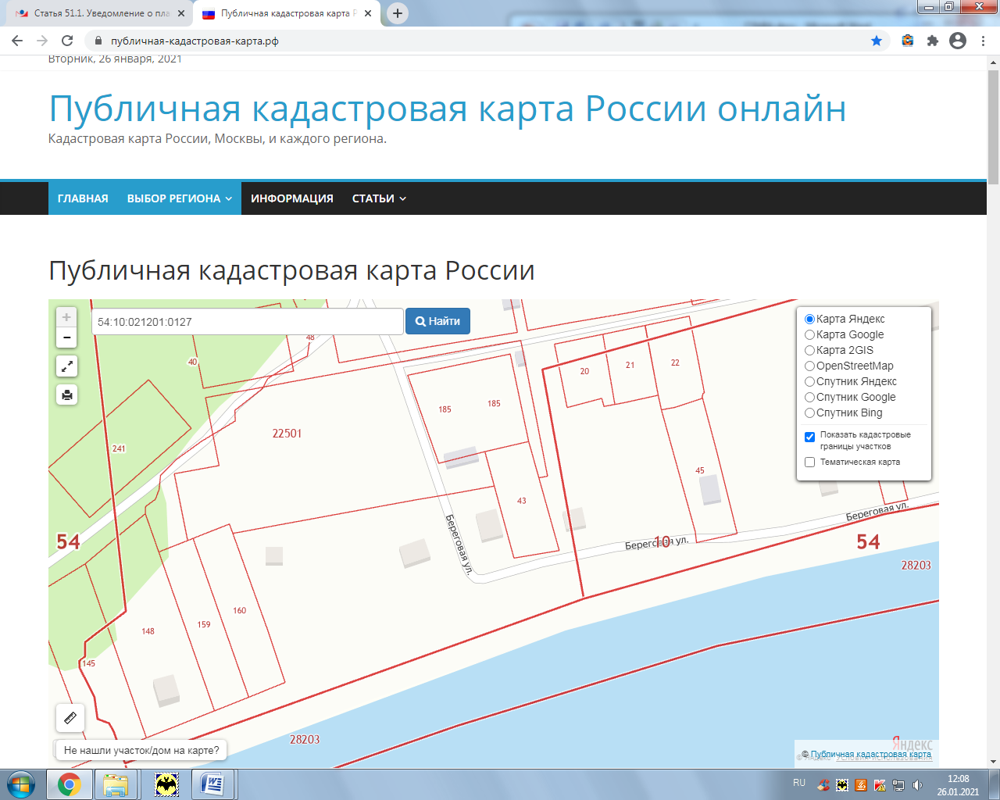 Статья 51.1. Уведомление о пла
Публичная кадастровая карта Р
публичная-кадастровая-карта.рф
Вторник, 26 января, 2021
Публичная кадастровая карта России онлайн
Кадастровая карта России, Москвы, и каждого региона.
ГЛАВНАЯ ВЫБОР РЕГИОНА ИНФОРМАЦИЯ СТАТЬИ
Публичная кадастровая карта России
54:10:021201:0127
Найти
Карта Яндекс
Карта Google
Карта 2GIS
OpenStreetMap
Спутник Яндекс
Спутник Google
Спутник Bing
Показать кадастровые
границы участков
Тематическая карта
48
40
20
21
22
185
185
22501
241
45
43
Береговая ул.
Береговая ул.
Береговая ул.
54
10
54
28203
160
159
148
145
28203
Не нашли участок/дом на карте?
Яндекс
© Публичная кадастровая карта
© Яндекс Условия использования
RU
12:08
26.01.2021